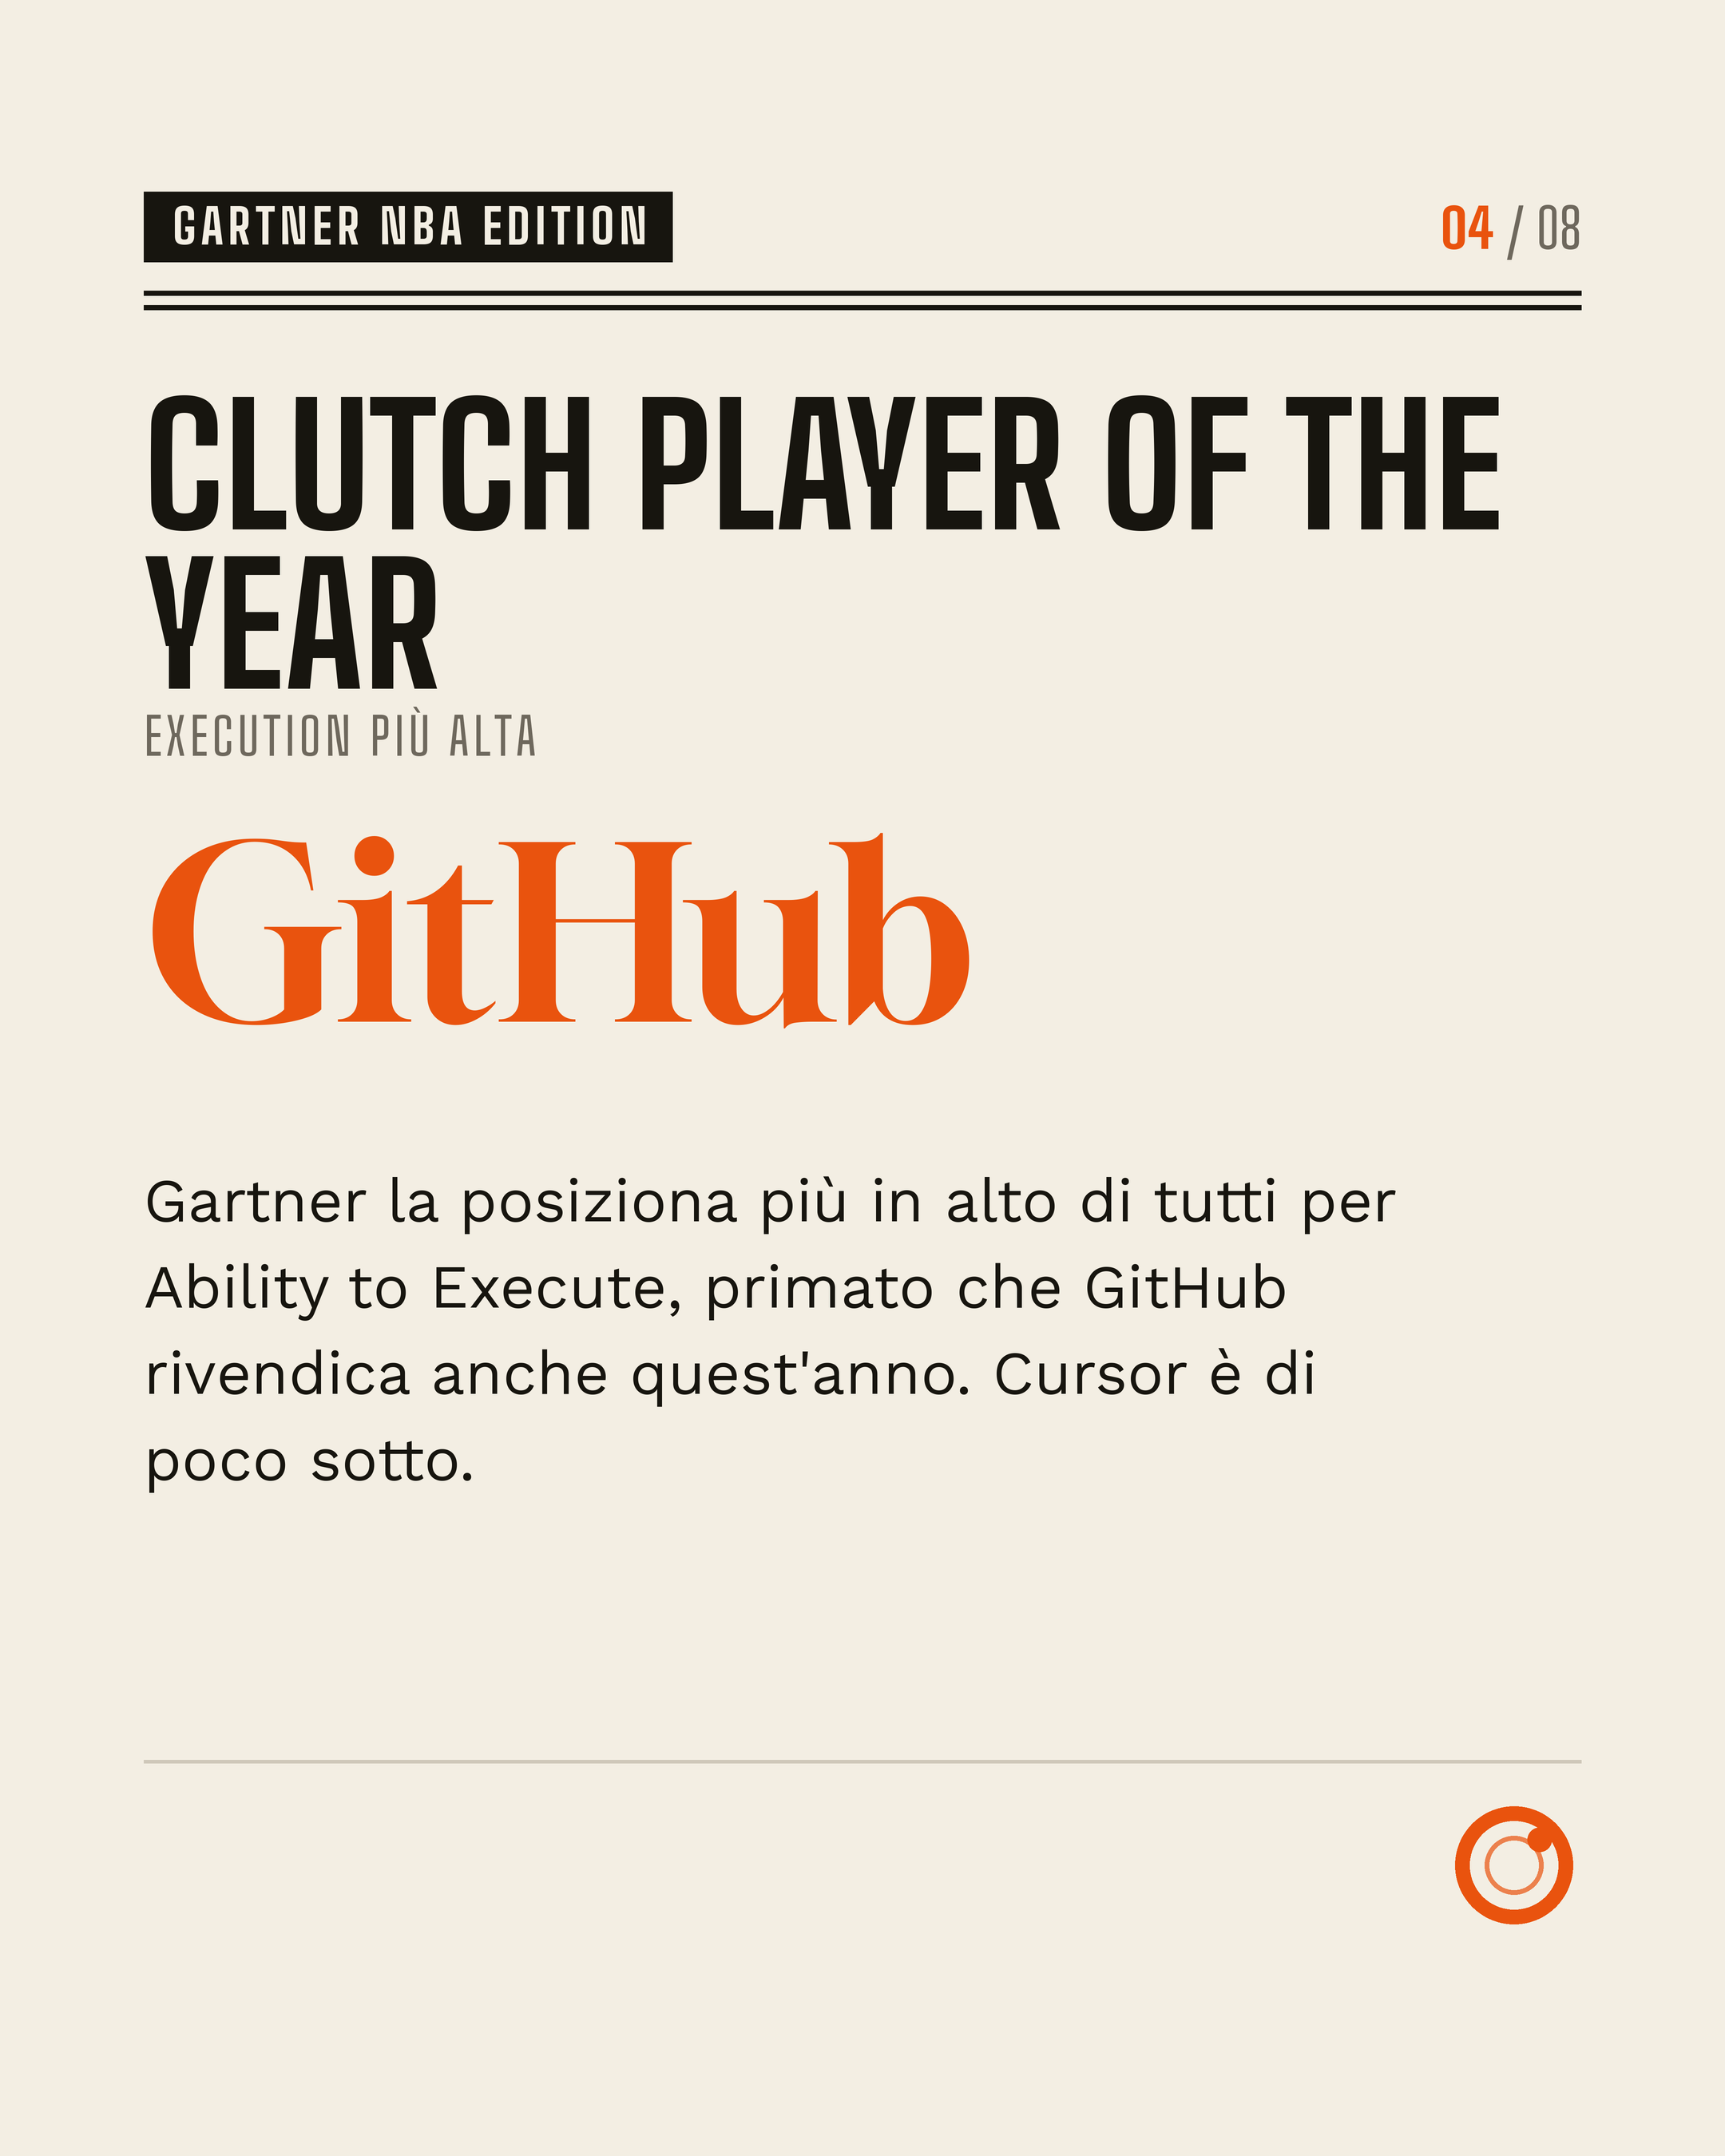 GARTNER NBA EDITION
04 / 08
CLUTCH PLAYER OF THE
YEAR
EXECUTION PIÙ ALTA
GitHub
Gartner la posiziona più in alto di tutti per
Ability to Execute, primato che GitHub
rivendica anche quest'anno. Cursor è di
poco sotto.